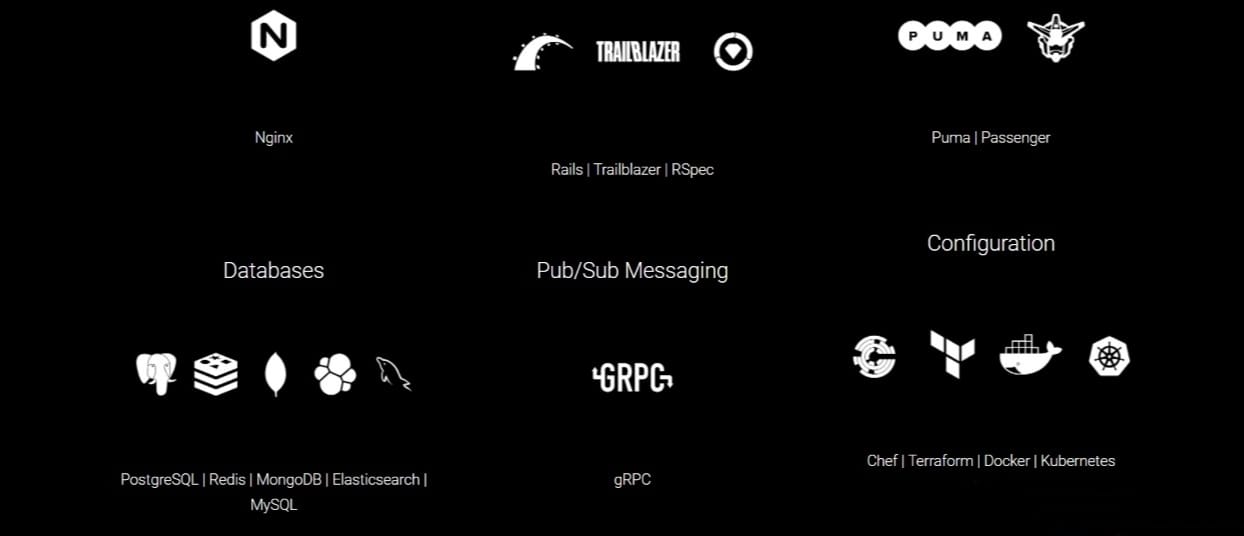 N
TRAILBLAZER
PUMA
Nginx
Rails | Trailblazer | RSpec
Puma | Passenger
Databases
Pub/Sub Messaging
Configuration
GRPC
PostgreSQL | Redis | MongoDB | Elasticsearch |
MySQL
gRPC
Chef | Terraform | Docker | Kubernetes